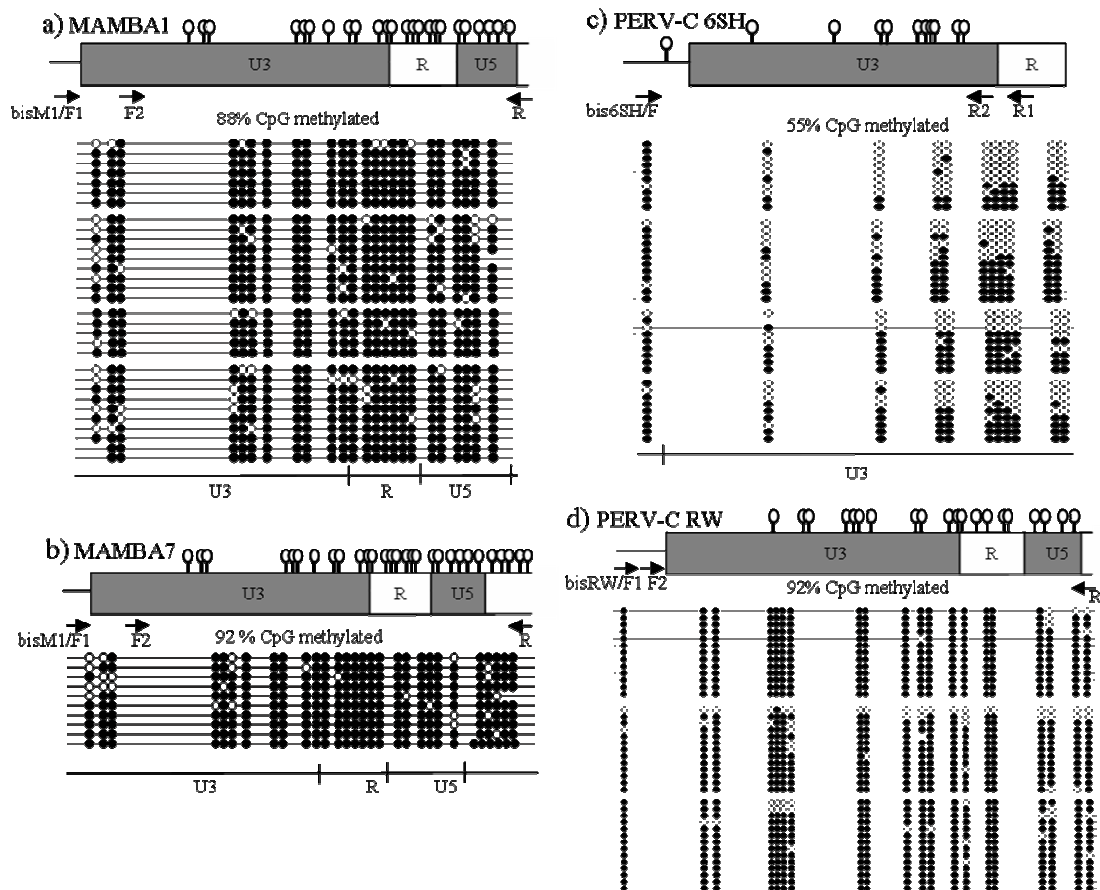 a) MAMBA1
U3 R U5
bisM1/F1 F2 R
88% CpG methylated
U3 R U5
b) MAMBA7
U3 R U5
bisM1/F1 F2 R
92 % CpG methylated
U3 R U5
c) PERV-C 6SH
U3 R
bis6SH/F R2 R1
55% CpG methylated
U3
d) PERV-C RW
U3 R U5
bisRW/F1 F2 R
92% CpG methylated